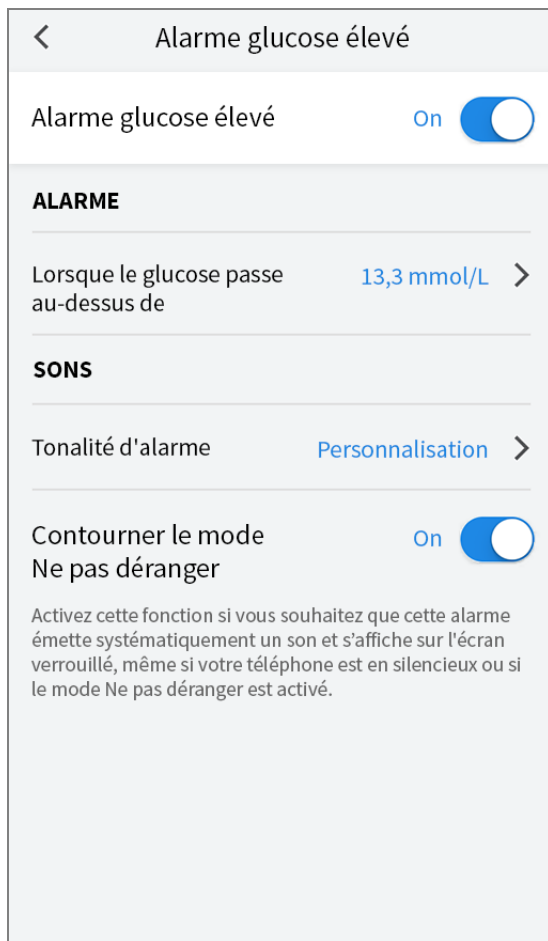 Alarme glucose élevé
Alarme glucose élevé On
ALARME
Lorsque le glucose passe
au-dessus de 13,3 mmol/L
SONS
Tonalité d'alarme Personnalisation
Contourner le mode
Ne pas déranger On
Activez cette fonction si vous souhaitez que cette alarme
émette systématiquement un son et s’affiche sur l'écran
verrouillé, même si votre téléphone est en silencieux ou si
le mode Ne pas déranger est activé.